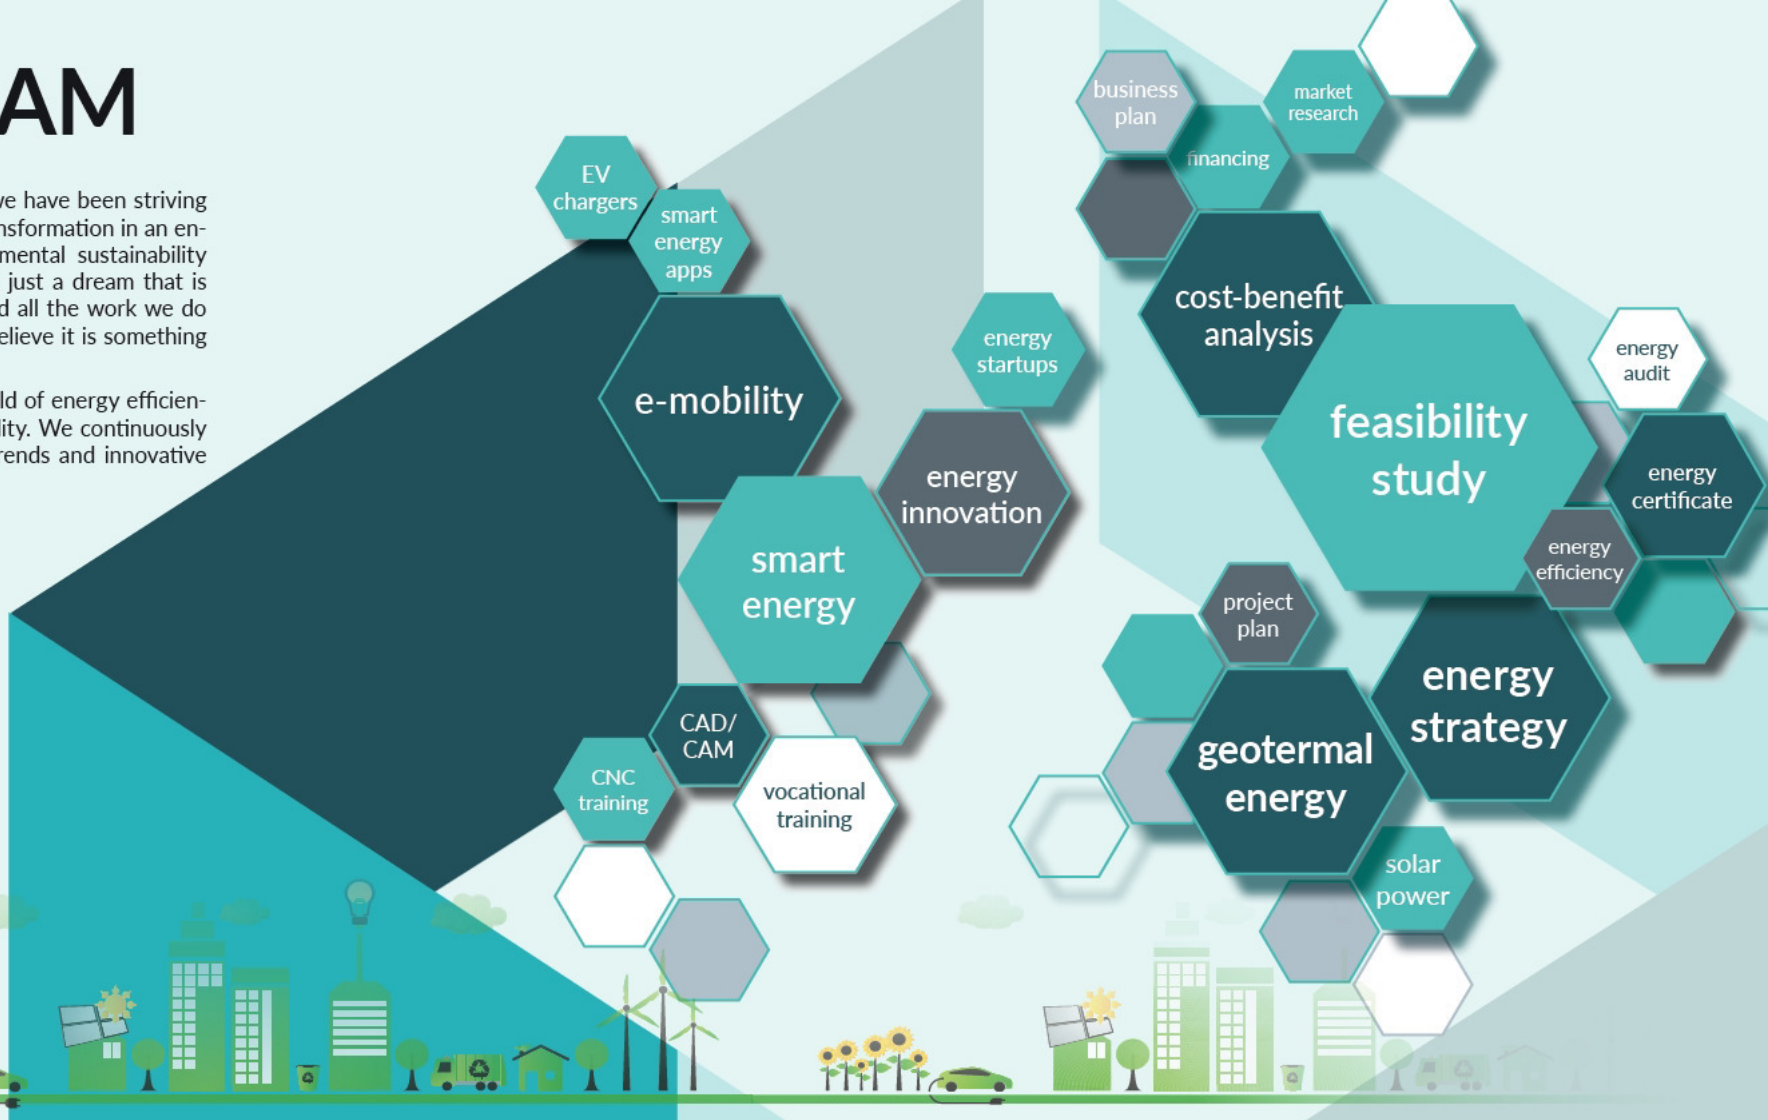 AM
we have been striving
nsformation in an en-
mental sustainability
just a dream that is
d all the work we do
elieve it is something
ld of energy efficien-
lity. We continuously
rends and innovative
EV
chargers
smart
energy
apps
e-mobility
energy
startups
energy
innovation
smart
energy
CAD/
CAM
CNC
training
vocational
training
business
plan
financing
market
research
cost-benefit
analysis
feasibility
study
energy
audit
energy
certificate
energy
efficiency
project
plan
energy
strategy
geotermal
energy
solar
power